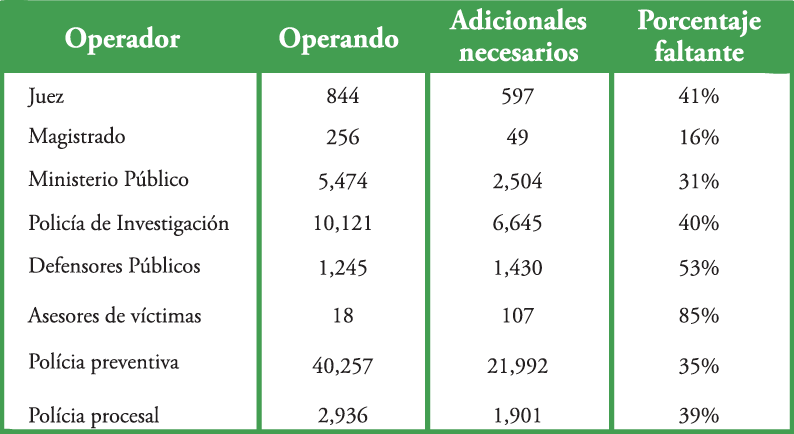 Operador Operando Adicionales necesarios Porcentaje faltante
Juez 844 597 41%
Magistrado 256 49 16%
Ministerio Público 5,474 2,504 31%
Policía de Investigación 10,121 6,645 40%
Defensores Públicos 1,245 1,430 53%
Asesores de víctimas 18 107 85%
Polícia preventiva 40,257 21,992 35%
Polícia procesal 2,936 1,901 39%